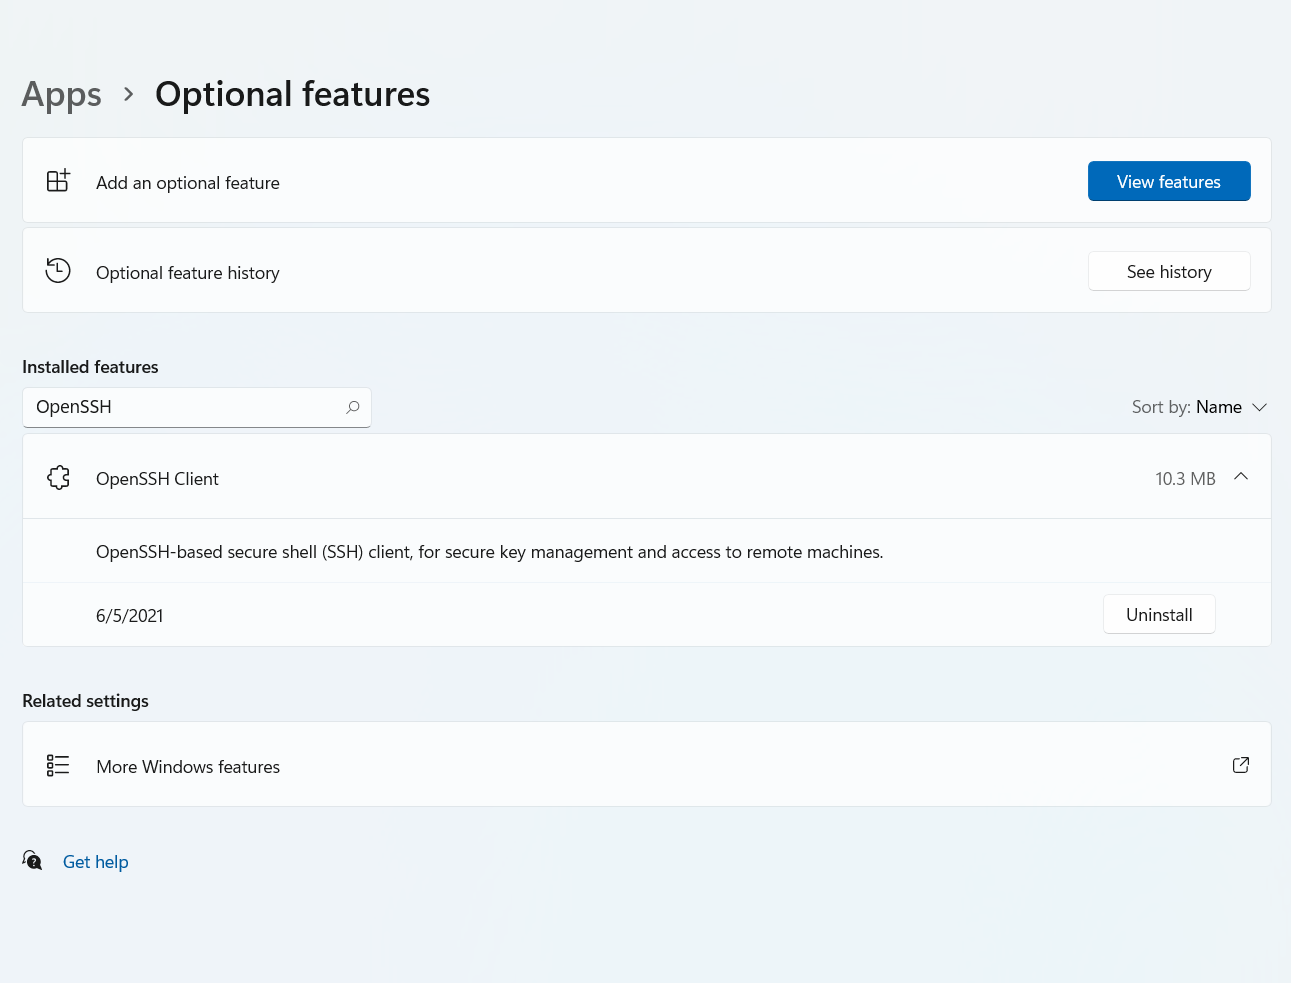 Apps > Optional features
Add an optional feature View features
Optional feature history See history
Installed features
OpenSSH Sort by: Name
OpenSSH Client 10.3 MB
OpenSSH-based secure shell (SSH) client, for secure key management and access to remote machines.
6/5/2021 Uninstall
Related settings
More Windows features
Get help